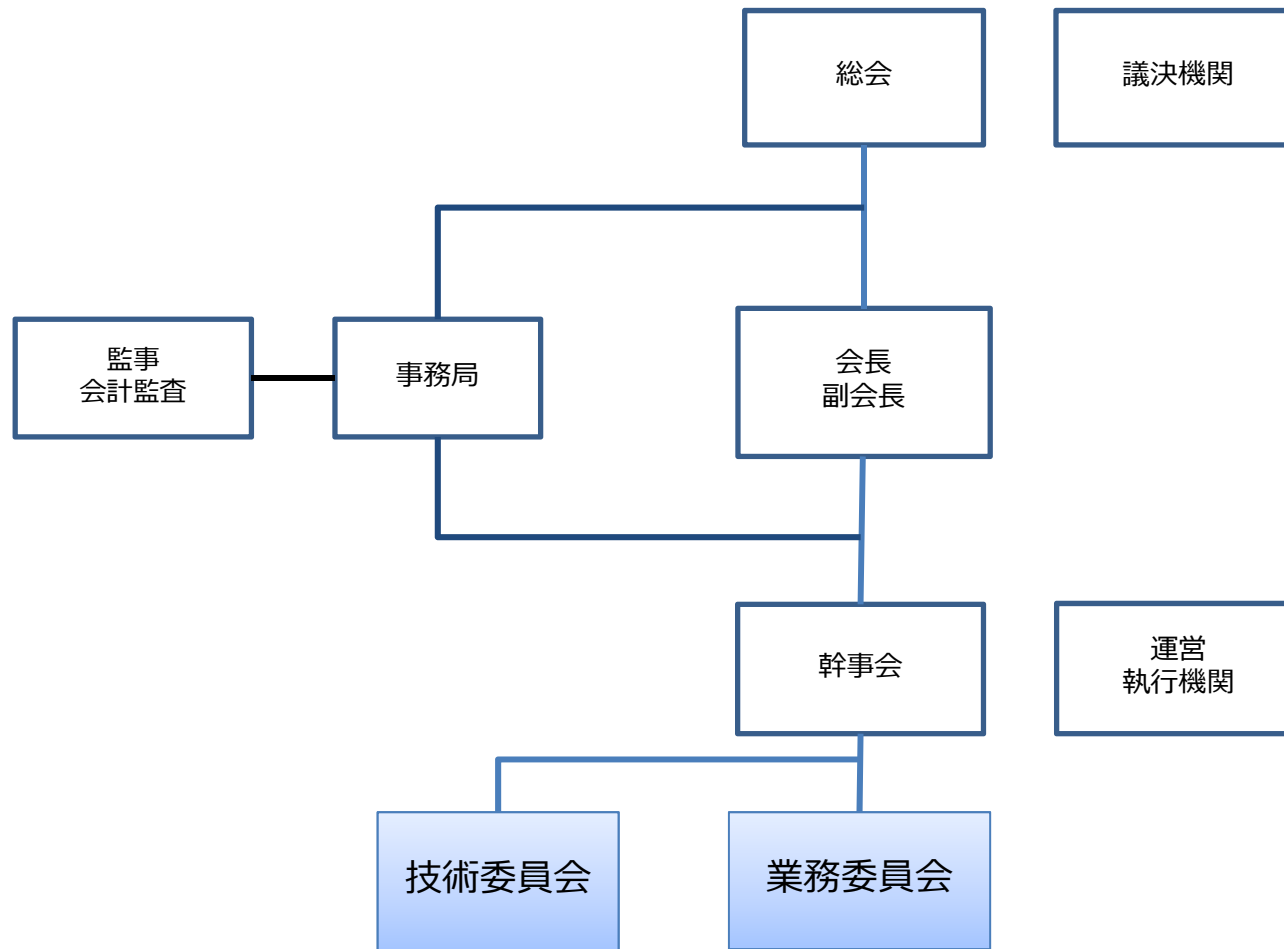 総会
議決機関
監事
会計監査
事務局
会長
副会長
幹事会
運営
執行機関
技術委員会
業務委員会